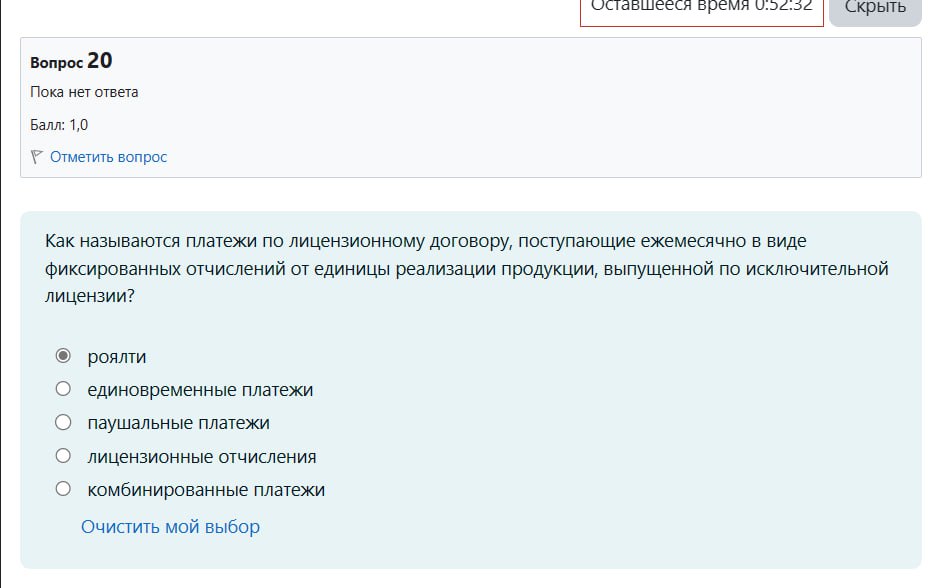 Оставшееся время 0:52:32
Скрыть
Вопрос 20
Пока нет ответа
Балл: 1,0
Отметить вопрос
Как называются платежи по лицензионному договору, поступающие ежемесячно в виде
фиксированных отчислений от единицы реализации продукции, выпущенной по исключительной
лицензии?
роялти
единовременные платежи
паушальные платежи
лицензионные отчисления
комбинированные платежи
Очистить мой выбор